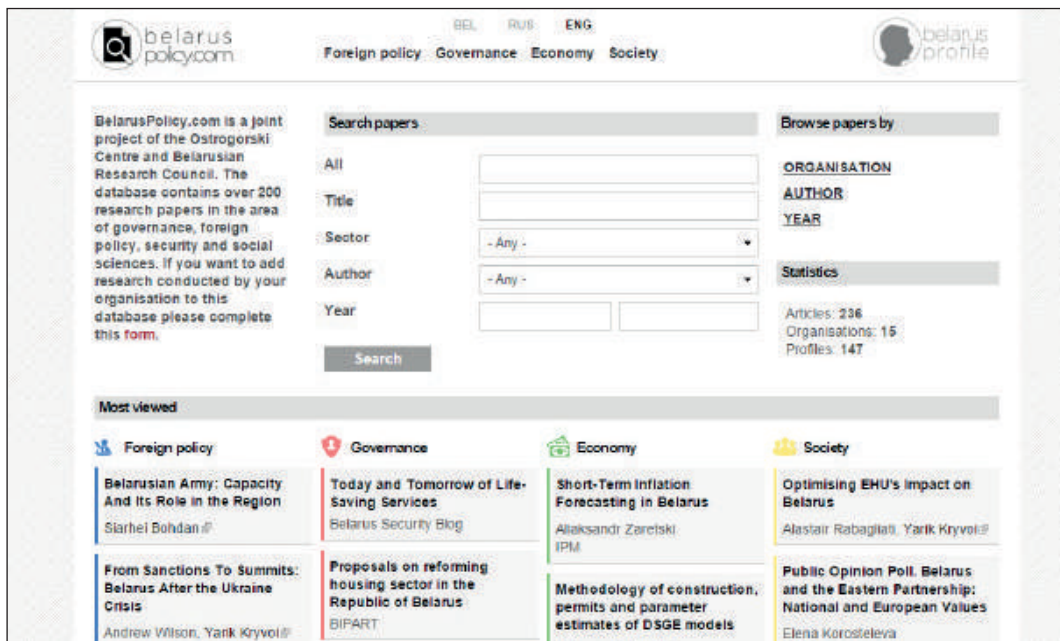 belarus
policy.com
BEL RUS ENG
Foreign policy Governance Economy Society
belarus
profile
BelarusPolicy.com is a joint
project of the Ostrogorski
Centre and Belarusian
Research Council. The
database contains over 200
research papers in the area
of governance, foreign
policy, security and social
sciences. If you want to add
research conducted by your
organisation to this
database please complete
this form.
Search papers
All
Title
Sector
- Any -
Author
- Any -
Year
Search
Browse papers by
ORGANISATION
AUTHOR
YEAR
Statistics
Articles: 236
Organisations: 15
Profiles: 147
Most viewed
Foreign policy
Belarusian Army: Capacity
And Its Role in the Region
Siarhei Bohdan
From Sanctions To Summits:
Belarus After the Ukraine
Crisis
Andrew Wilson, Yarik Kryvoi
Governance
Today and Tomorrow of Life-
Saving Services
Belarus Security Blog
Proposals on reforming
housing sector in the
Republic of Belarus
BIPART
Economy
Short-Term Inflation
Forecasting in Belarus
Aliaksandr Zaretski
IPM
Methodology of construction,
permits and parameter
estimates of DSGE models
Society
Optimising EHU's Impact on
Belarus
Alastair Rabagliati, Yarik Kryvoi
Public Opinion Poll. Belarus
and the Eastern Partnership:
National and European Values
Elena Korosteleva